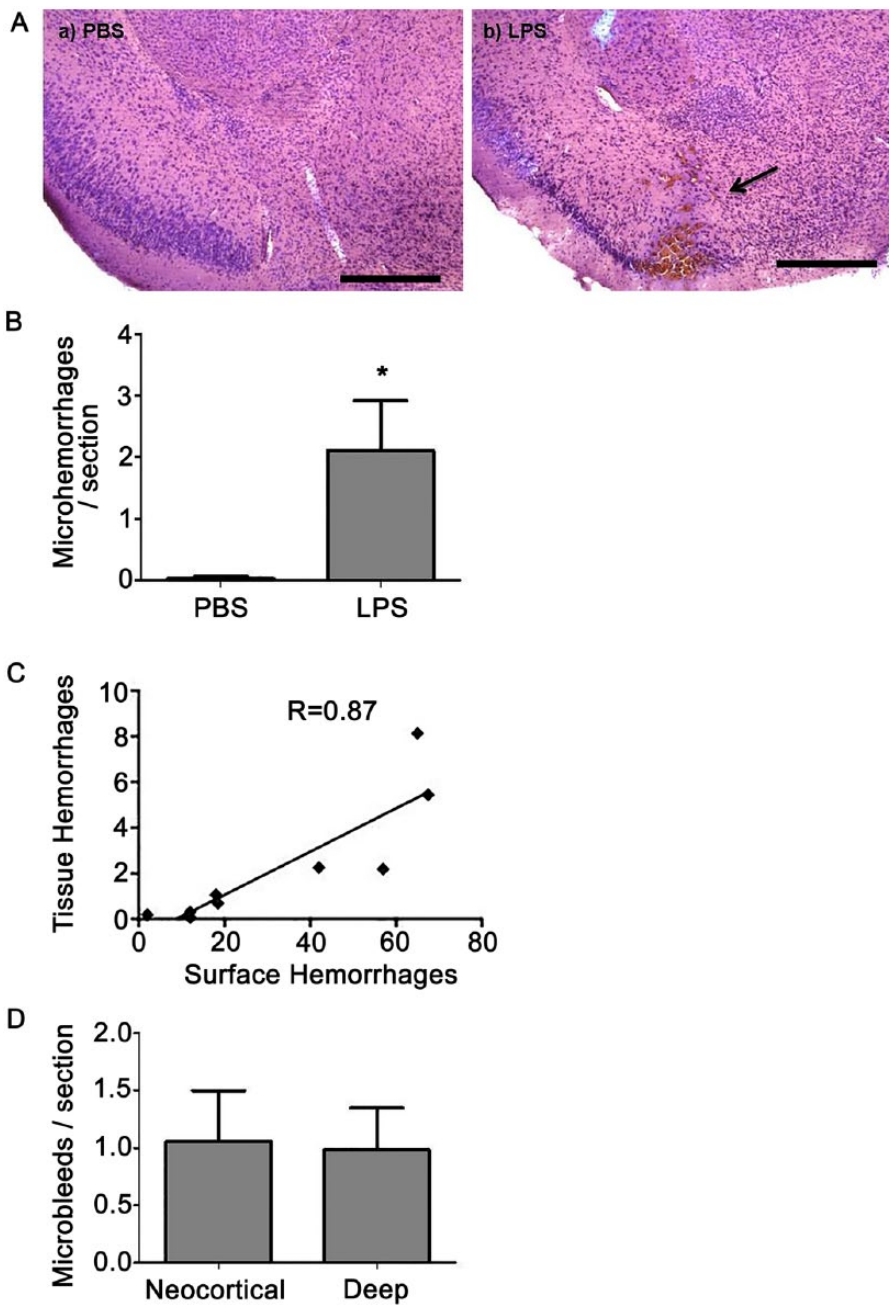 A
a) PBS
b) LPS
B
Microhemorrhages
/ section
4
3
2
1
0
*
PBS
LPS
C
Tissue Hemorrhages
10
8
6
4
2
0
R=0.87
0 20 40 60 80
Surface Hemorrhages
D
Microbleeds / section
2.0
1.5
1.0
0.5
0.0
Neocortical
Deep